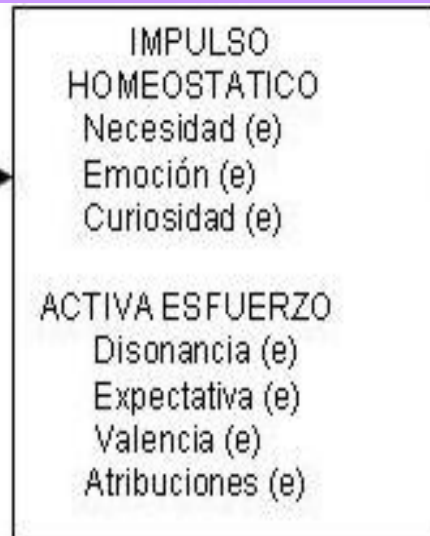 IMPULSO
HOMEOSTATICO
Necesidad (e)
Emoción (e)
Curiosidad (e)
ACTIVA ESFUERZO
Disonancia (e)
Expectativa (e)
Valencia (e)
Atribuciones (e)